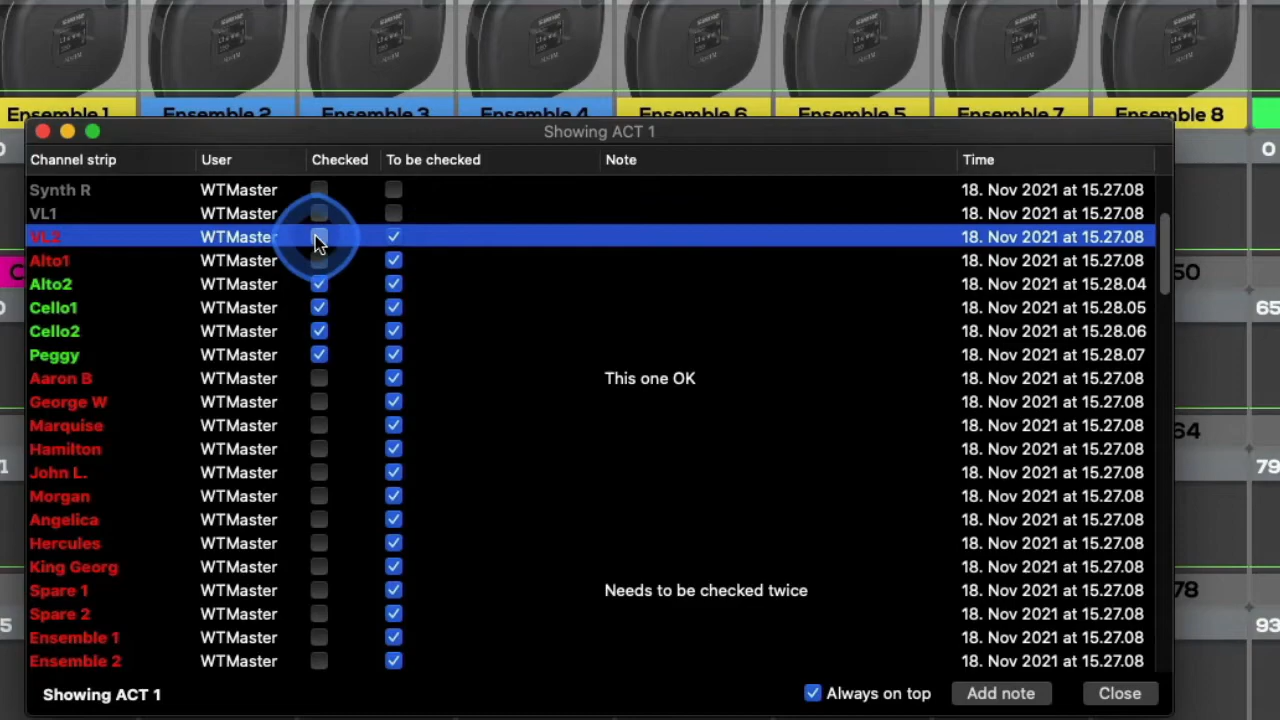 Ensemble 1 Ensemble 2 Ensemble 3 Ensemble 4 Ensemble 6 Ensemble 5 Ensemble 7 Ensemble 8
Showing ACT 1
Channel strip User Checked To be checked Note Time
Synth R WTMaster 18. Nov 2021 at 15.27.08
VL1 WTMaster 18. Nov 2021 at 15.27.08
VL2 WTMaster 18. Nov 2021 at 15.27.08
Alto1 WTMaster 18. Nov 2021 at 15.27.08
Alto2 WTMaster 18. Nov 2021 at 15.28.04
Cello1 WTMaster 18. Nov 2021 at 15.28.05
Cello2 WTMaster 18. Nov 2021 at 15.28.06
Peggy WTMaster 18. Nov 2021 at 15.28.07
Aaron B WTMaster This one OK 18. Nov 2021 at 15.27.08
George W WTMaster 18. Nov 2021 at 15.27.08
Marquise WTMaster 18. Nov 2021 at 15.27.08
Hamilton WTMaster 18. Nov 2021 at 15.27.08
John L. WTMaster 18. Nov 2021 at 15.27.08
Morgan WTMaster 18. Nov 2021 at 15.27.08
Angelica WTMaster 18. Nov 2021 at 15.27.08
Hercules WTMaster 18. Nov 2021 at 15.27.08
King Georg WTMaster 18. Nov 2021 at 15.27.08
Spare 1 WTMaster Needs to be checked twice 18. Nov 2021 at 15.27.08
Spare 2 WTMaster 18. Nov 2021 at 15.27.08
Ensemble 1 WTMaster 18. Nov 2021 at 15.27.08
Ensemble 2 WTMaster 18. Nov 2021 at 15.27.08
Showing ACT 1 Always on top Add note Close
0
50
65
64
79
78
93